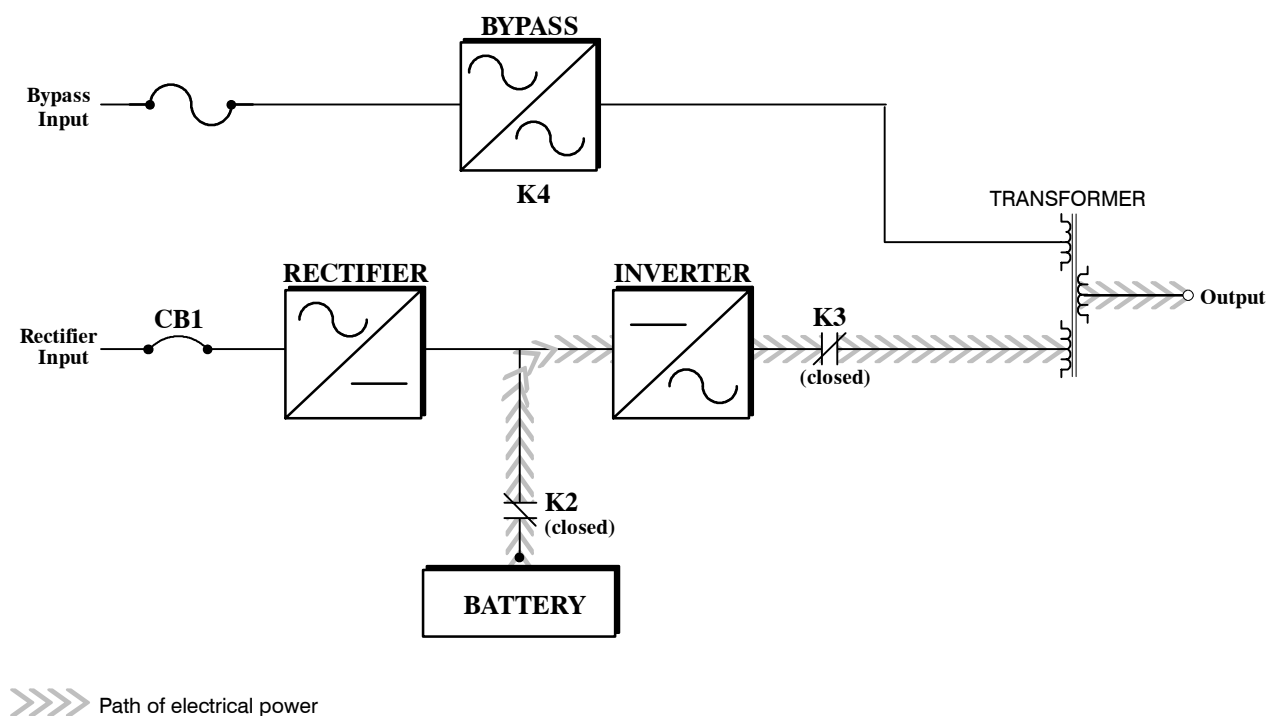 BYPASS
Bypass
Input
K4
TRANSFORMER
RECTIFIER
INVERTER
Output
CB1
K3
Rectifier
Input
(closed)
K2
(closed)
BATTERY
Path of electrical power